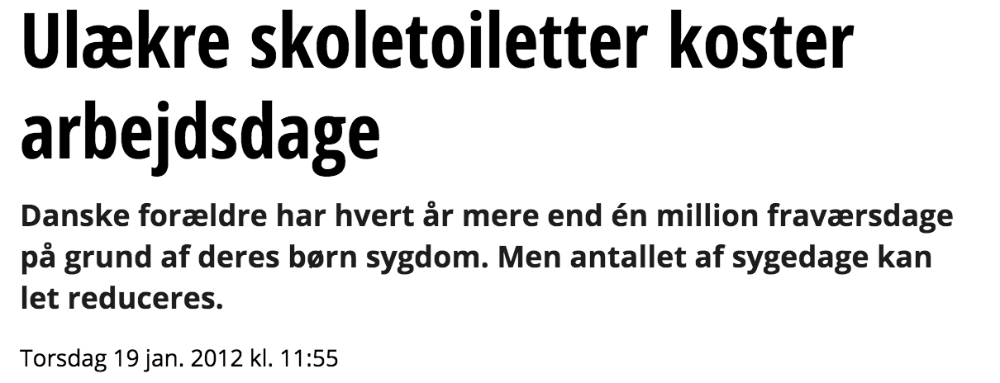 Ulækre skoletoiletter koster
arbejdsdage
Danske forældre har hvert år mere end én million fraværsdage
på grund af deres børn sygdom. Men antallet af sygedage kan
let reduceres.
Torsdag 19 jan. 2012 kl. 11:55